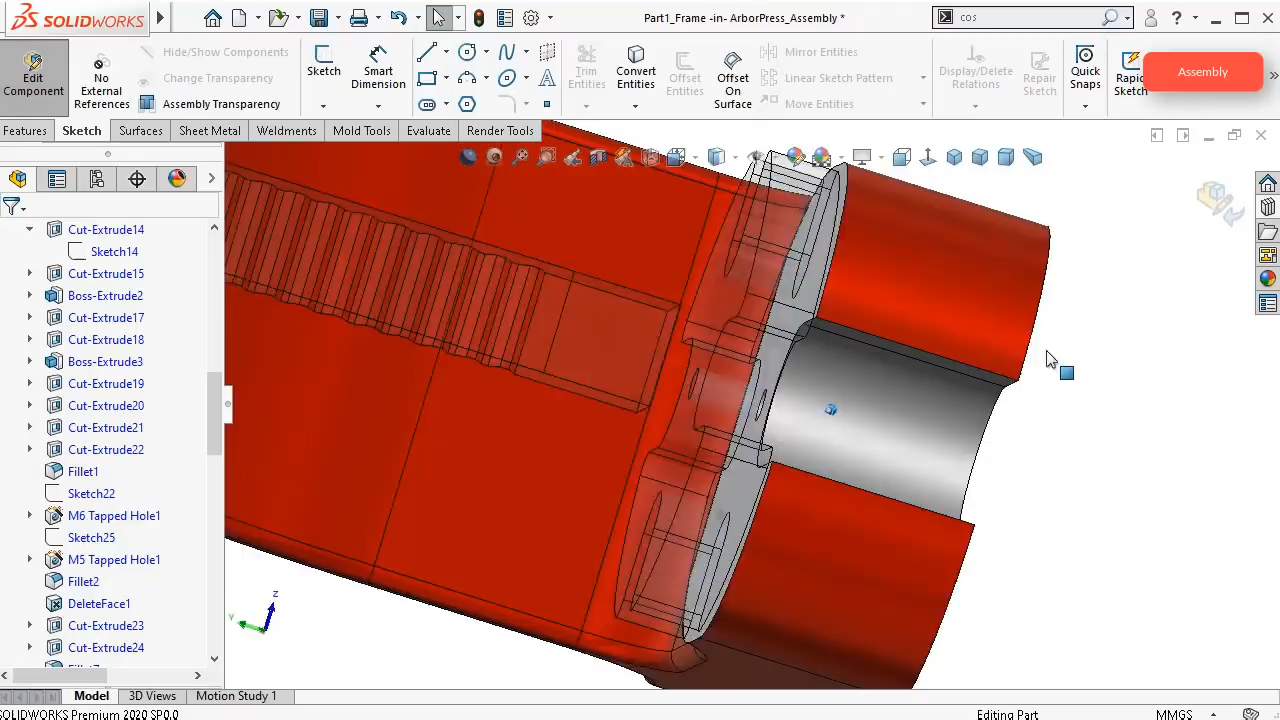 SOLIDWORKS
Part1_Frame -in- ArborPress_Assembly *
cos
Edit Component
No External References
Hide/Show Components
Change Transparency
Assembly Transparency
Sketch
Smart Dimension
Trim Entities
Convert Entities
Offset Entities
Offset On Surface
Mirror Entities
Linear Sketch Pattern
Move Entities
Display/Delete Relations
Repair Sketch
Quick Snaps
Rapid Sketch
Assembly
Features
Sketch
Surfaces
Sheet Metal
Weldments
Mold Tools
Evaluate
Render Tools
Cut-Extrude14
Sketch14
Cut-Extrude15
Boss-Extrude2
Cut-Extrude17
Cut-Extrude18
Boss-Extrude3
Cut-Extrude19
Cut-Extrude20
Cut-Extrude21
Cut-Extrude22
Fillet1
Sketch22
M6 Tapped Hole1
Sketch25
M5 Tapped Hole1
Fillet2
DeleteFace1
Cut-Extrude23
Cut-Extrude24
Z
Y
Model
3D Views
Motion Study 1
SOLIDWORKS Premium 2020 SP0.0
Editing Part
MMGS